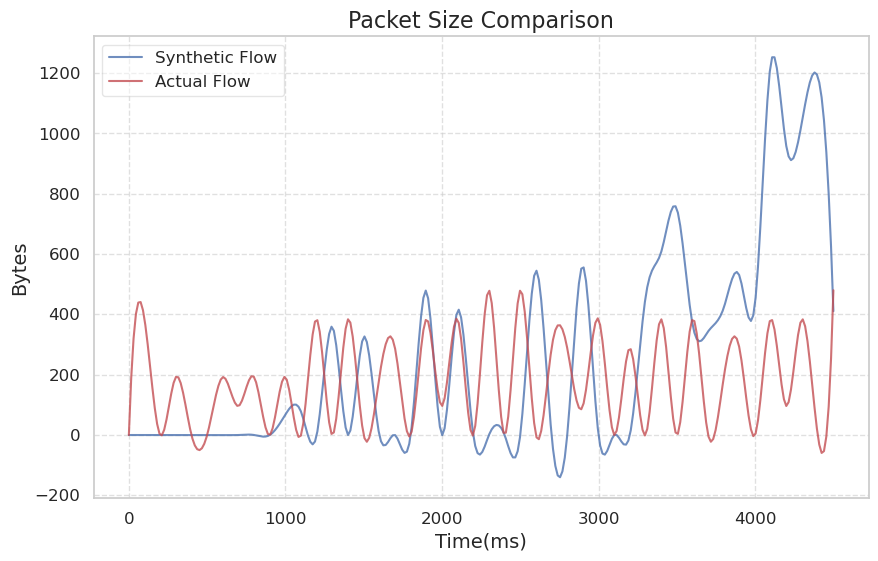 Packet Size Comparison
Synthetic Flow
Actual Flow
Bytes
1200
1000
800
600
400
200
0
−200
0 1000 2000 3000 4000
Time(ms)